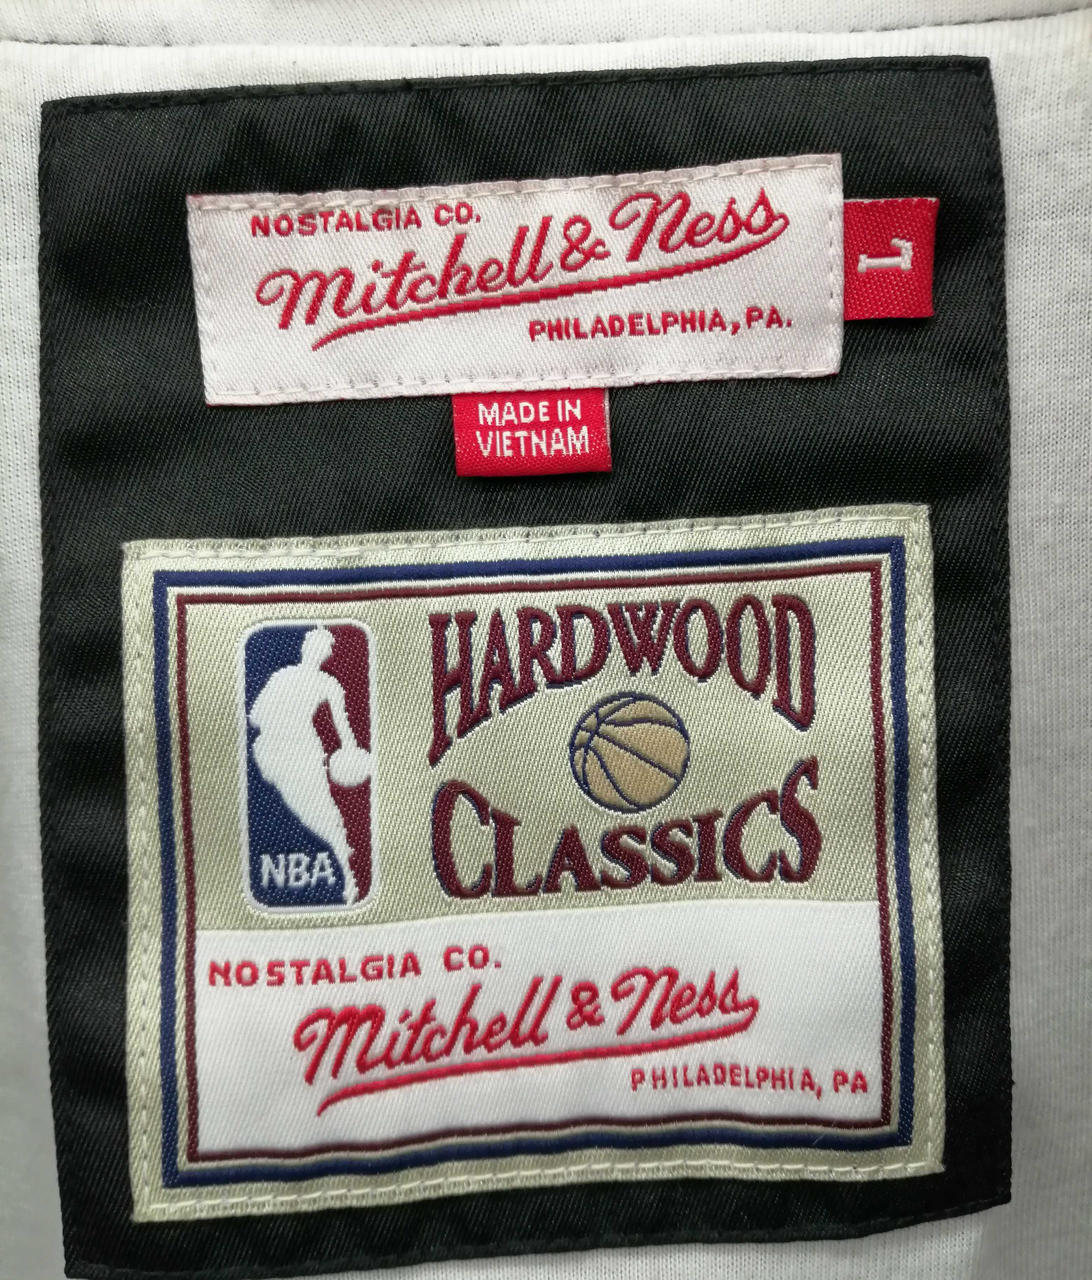 NOSTALGIA CO.
Mitchell & Ness
PHILADELPHIA, PA.
L
MADE IN
VIETNAM
HARDWOOD
CLASSICS
NBA
NOSTALGIA CO.
Mitchell & Ness
PHILADELPHIA, PA